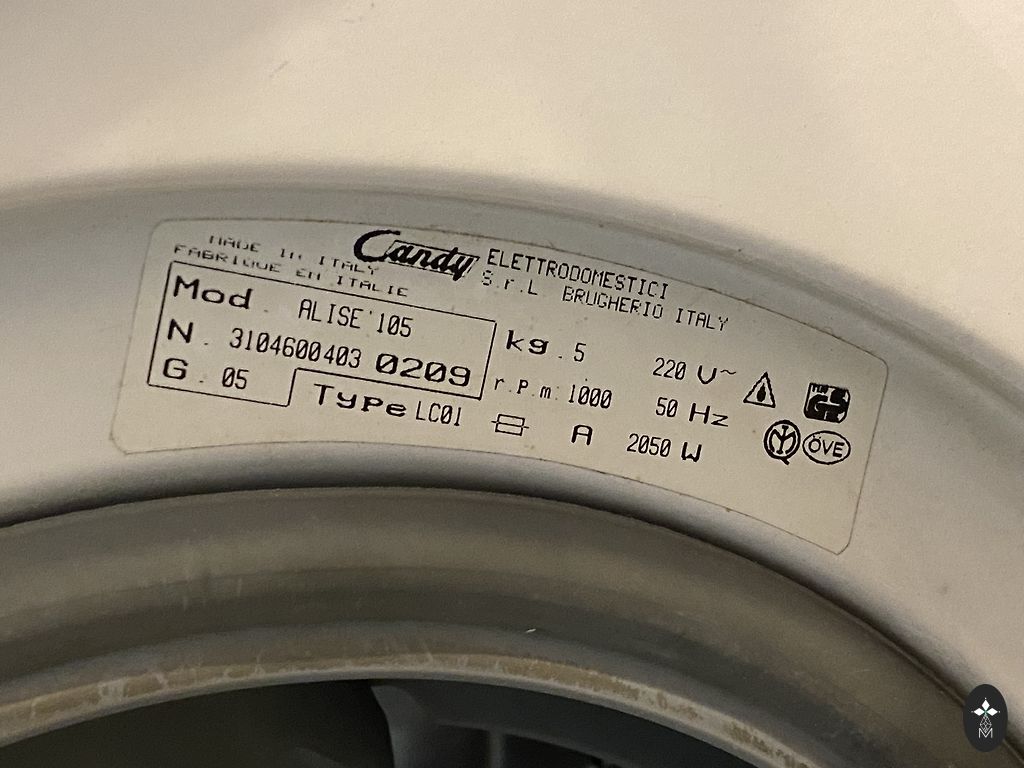 MADE IN ITALY
FABRIQUE EN ITALIE
Candy ELETTRODOMESTICI
S.r.L BRUGHERIO ITALY
Mod. ALISE 105
N. 3104600403 0209
G. 05
Type LC01
kg. 5 220 V~
r.P.m. 1000 50 Hz
A 2050 W
ÖVE
M